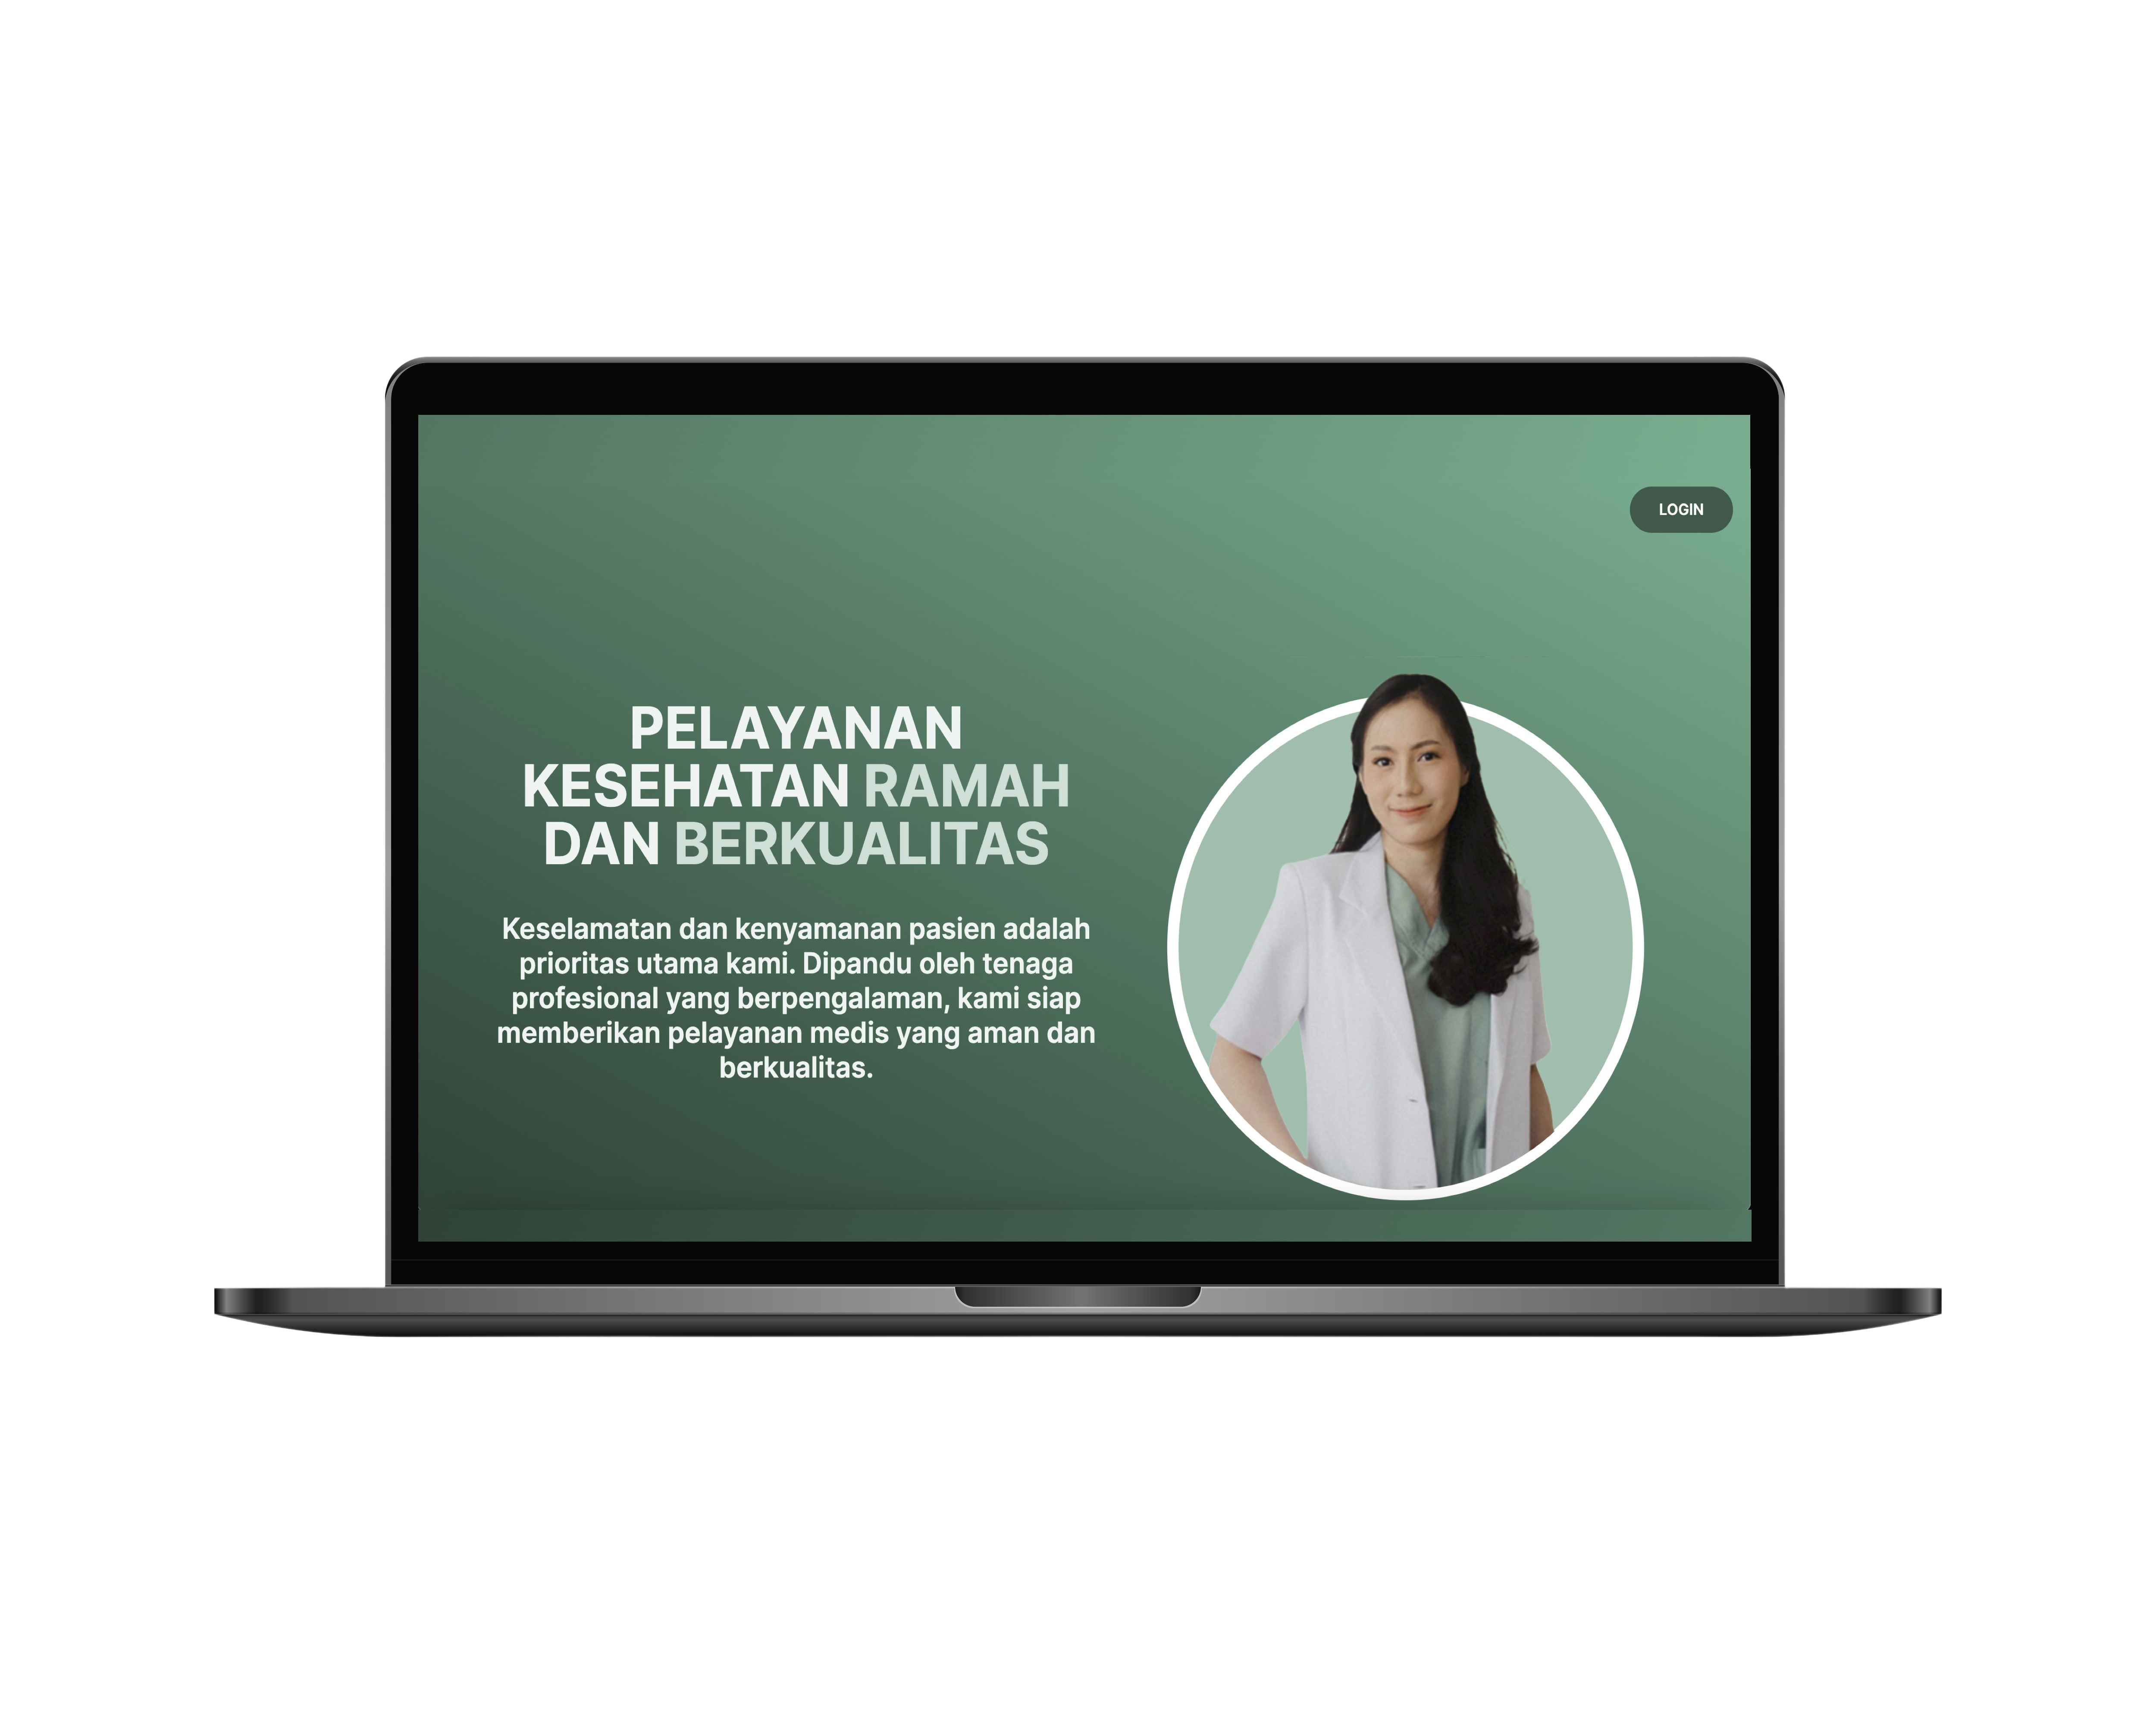 LOGIN
PELAYANAN
KESEHATAN RAMAH
DAN BERKUALITAS
Keselamatan dan kenyamanan pasien adalah
prioritas utama kami. Dipandu oleh tenaga
profesional yang berpengalaman, kami siap
memberikan pelayanan medis yang aman dan
berkualitas.